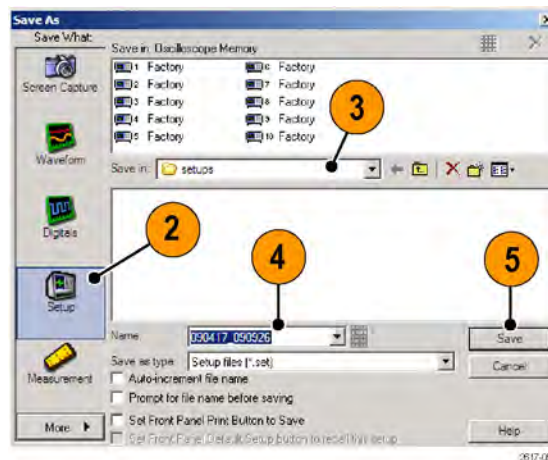 Save As
Save What:
Save in: Oscilloscope Memory
Screen Capture
1 Factory
6 Factory
2 Factory
7 Factory
3 Factory
8 Factory
4 Factory
9 Factory
5 Factory
10 Factory
3
Waveform
Save in: setups
Digitals
2
4
5
Setup
Name: 090417_090926
Save
Save as type: Setup files (*.set)
Cancel
Measurement
Auto-increment file name
Prompt for file name before saving
Set Front Panel Print Button to Save
More
Set Front Panel Default Setup button to recall this setup
Help